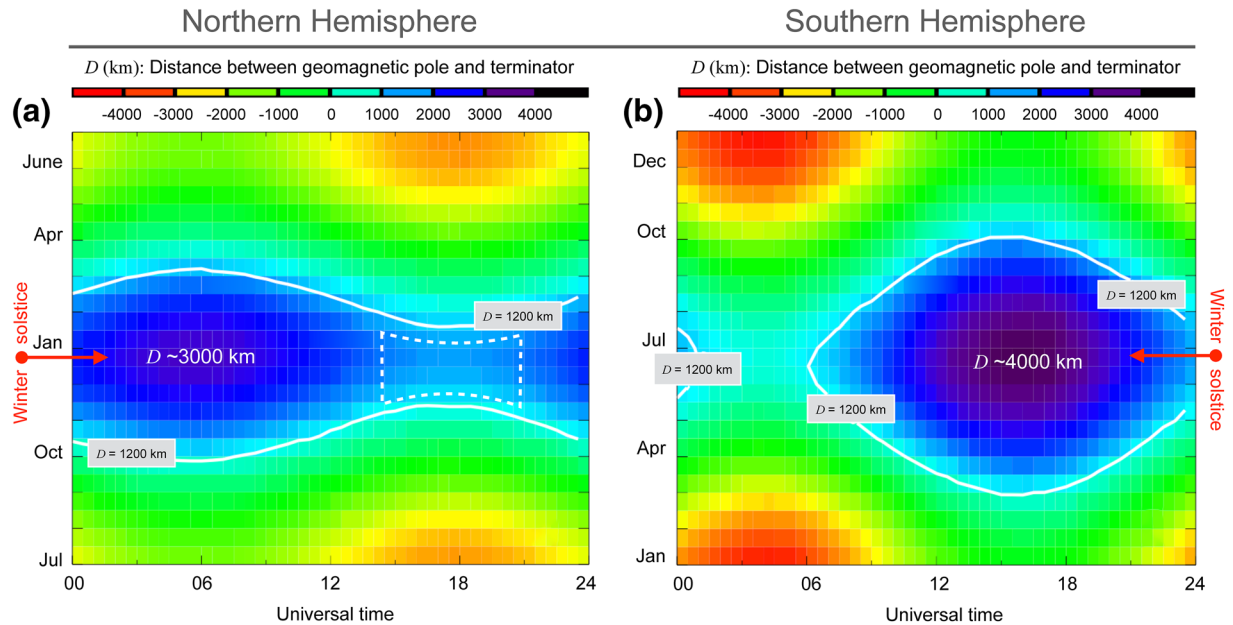 Northern Hemisphere
Southern Hemisphere
D (km): Distance between geomagnetic pole and terminator
D (km): Distance between geomagnetic pole and terminator
(a)
-4000 -3000 -2000 -1000 0 1000 2000 3000 4000
(b)
-4000 -3000 -2000 -1000 0 1000 2000 3000 4000
June
Apr
Jan
Oct
Jul
Winter solstice
D = 1200 km
D ~3000 km
D = 1200 km
00 06 12 18 24
Universal time
Dec
Oct
Jul
Apr
Jan
D = 1200 km
D = 1200 km
D ~4000 km
D = 1200 km
Winter solstice
00 06 12 18 24
Universal time